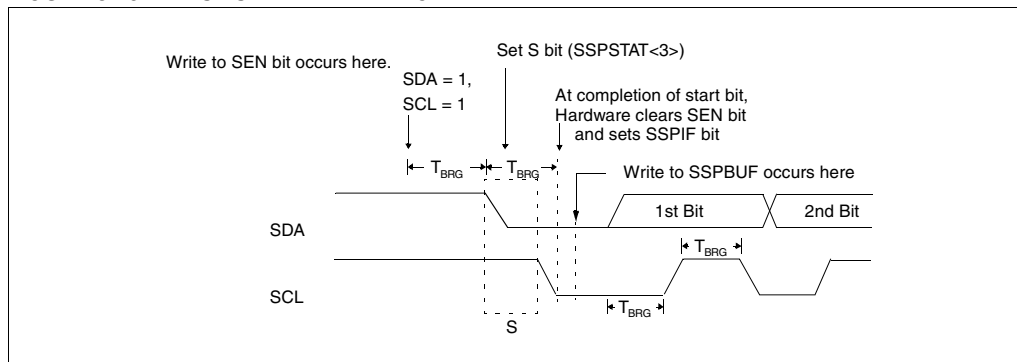 Set S bit (SSPSTAT<3>)
Write to SEN bit occurs here.
SDA = 1,
SCL = 1
At completion of start bit,
Hardware clears SEN bit
and sets SSPIF bit
TBRG
TBRG
Write to SSPBUF occurs here
SDA
1st Bit
2nd Bit
TBRG
SCL
TBRG
S